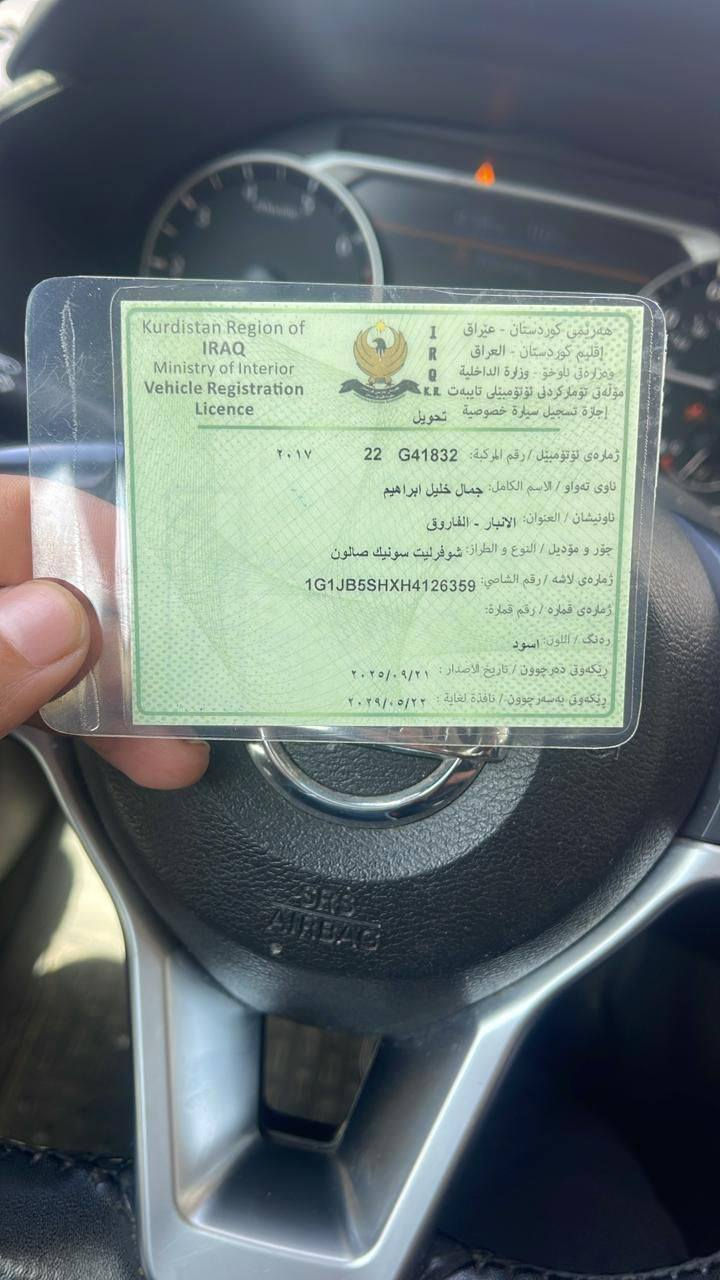 Kurdistan Region of
IRAQ
Ministry of Interior
Vehicle Registration
Licence
I R Q
K.R.
هەرێمی کوردستان - عێراق
إقليم كوردستان - العراق
وەزارەتی ناوخۆ - وزارة الداخلية
مۆڵەتی تۆمارکردنی ئۆتۆمبێلی تایبەت
إجازة تسجيل سيارة خصوصية
تحويل
ژمارەی ئۆتۆمبێل / رقم المركبة: 22 G41832 ٢٠١٧
ناوی تەواو / الاسم الكامل: جمال خليل ابراهيم
ناونیشان / العنوان: الانبار - الفاروق
جۆر و مۆدیل / النوع و الطراز: شوفرليت سونيك صالون
ژمارەی لاشە / رقم الشاصي: 1G1JB5SHXH4126359
ژمارەی قمارە / رقم قمارة:
رەنگ / اللون: اسود
رێکەوتی دەرچوون / تاريخ الاصدار: ٢٠٢٥/٠٩/٢١
رێکەوتی بەسەرچوون / نافذة لغاية: ٢٠٢٩/٠٥/٢٢
SRS
AIRBAG